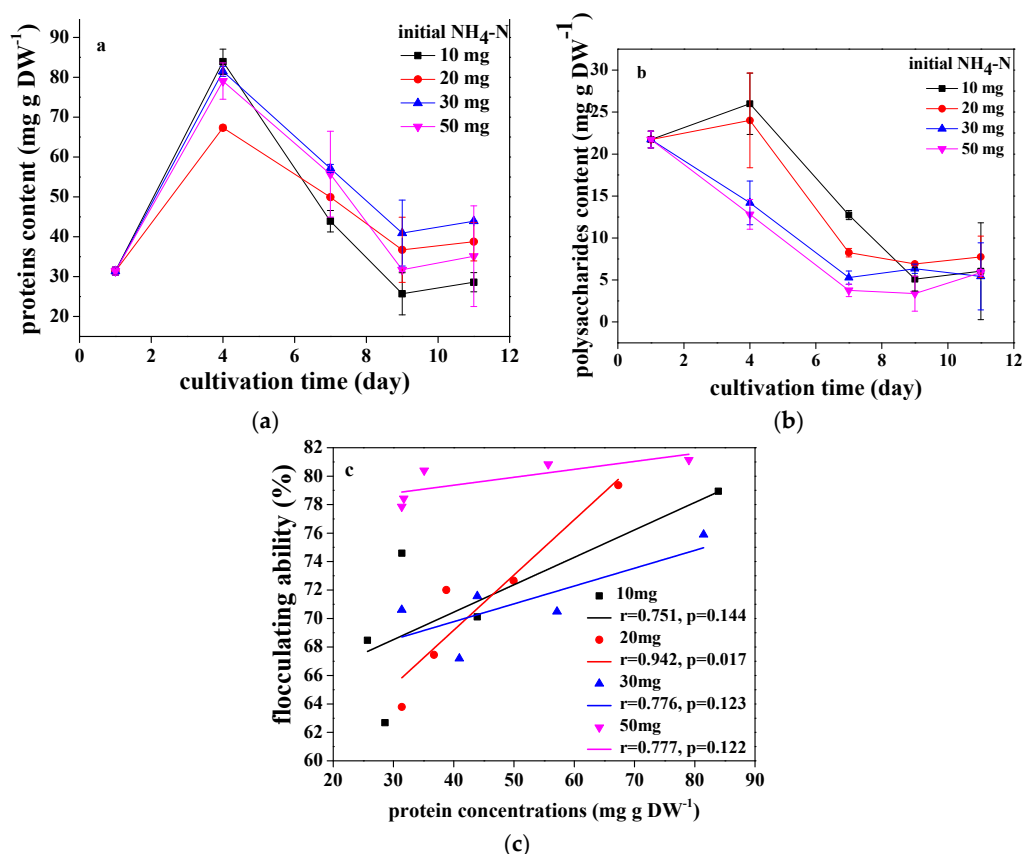 a
initial NH4-N
10 mg
20 mg
30 mg
50 mg
90
80
70
60
50
40
30
20
proteins content (mg g DW-1)
0 2 4 6 8 10 12
cultivation time (day)
(a)
b
initial NH4-N
10 mg
20 mg
30 mg
50 mg
30
25
20
15
10
5
0
polysaccharides content (mg g DW-1)
0 2 4 6 8 10 12
cultivation time (day)
(b)
c
82
80
78
76
74
72
70
68
66
64
62
60
flocculating ability (%)
10mg
r=0.751, p=0.144
20mg
r=0.942, p=0.017
30mg
r=0.776, p=0.123
50mg
r=0.777, p=0.122
20 30 40 50 60 70 80 90
protein concentrations (mg g DW-1)
(c)